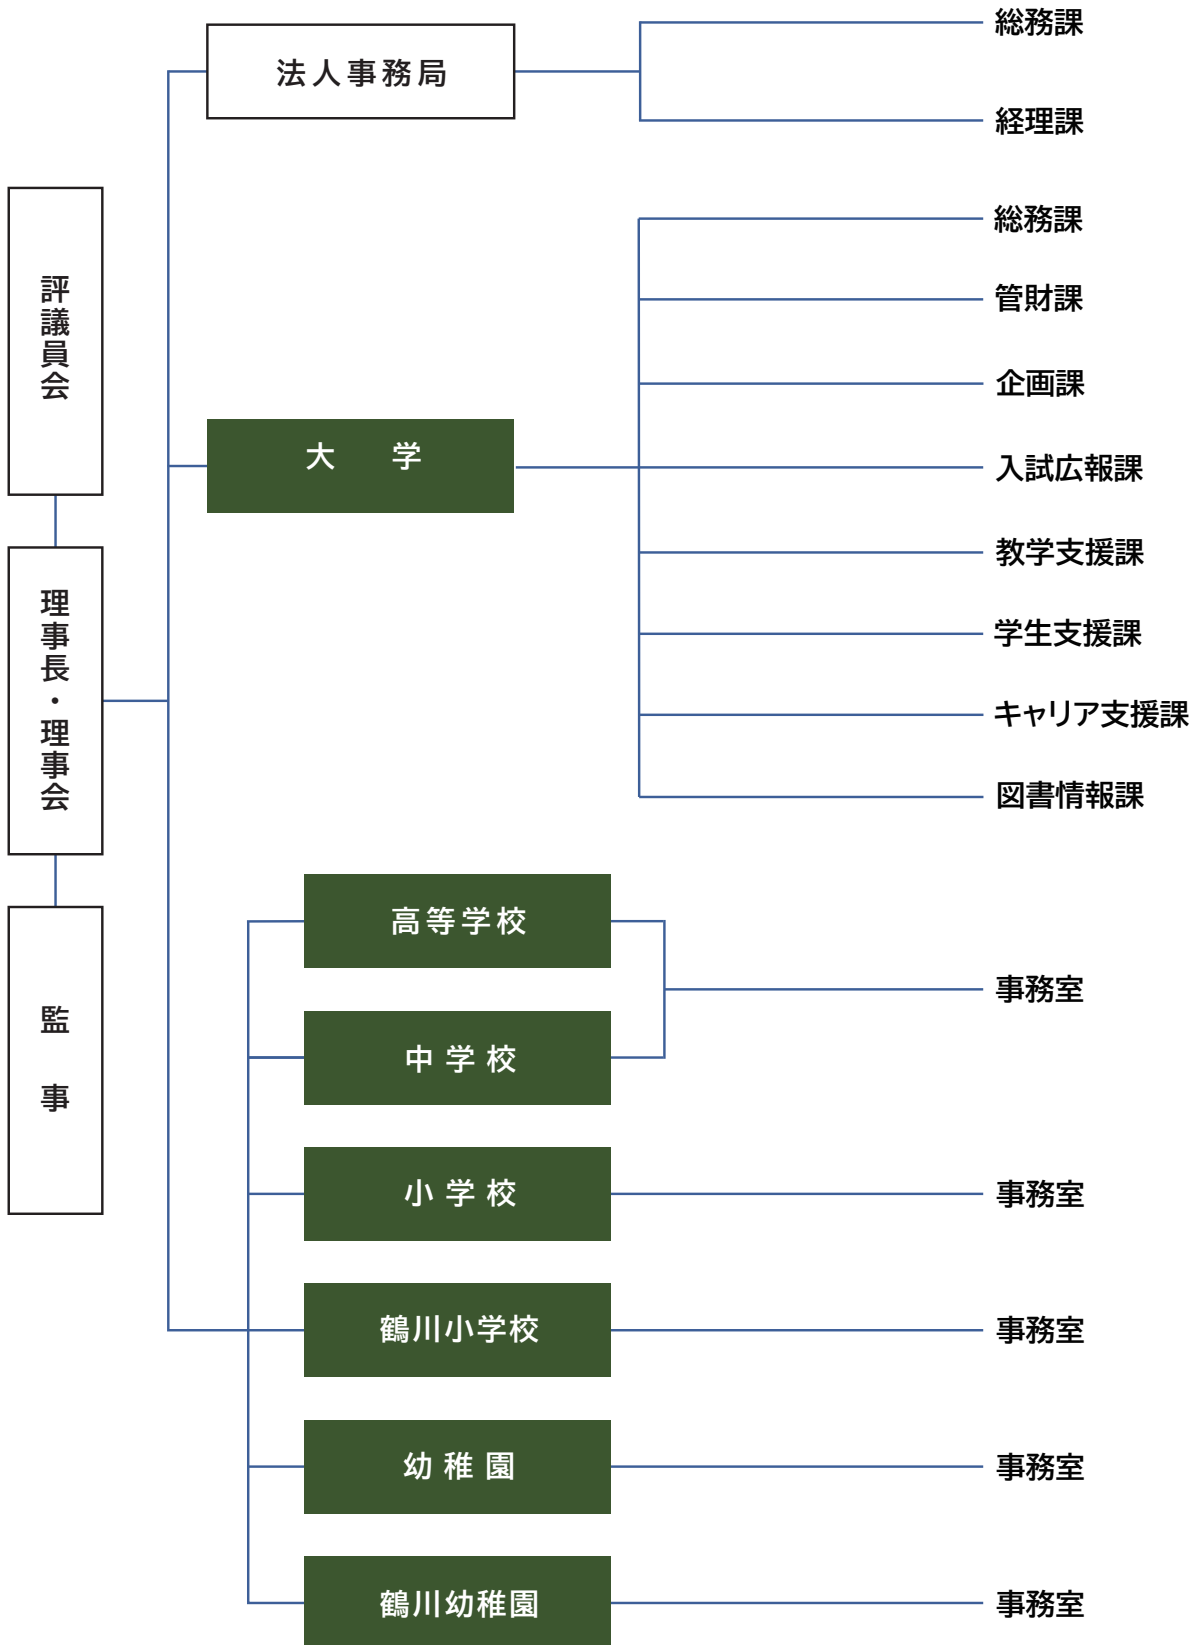 評議員会
理事長・理事会
監事
法人事務局
総務課
経理課
大学
総務課
管財課
企画課
入試広報課
教学支援課
学生支援課
キャリア支援課
図書情報課
高等学校
中学校
事務室
小学校
事務室
鶴川小学校
事務室
幼稚園
事務室
鶴川幼稚園
事務室